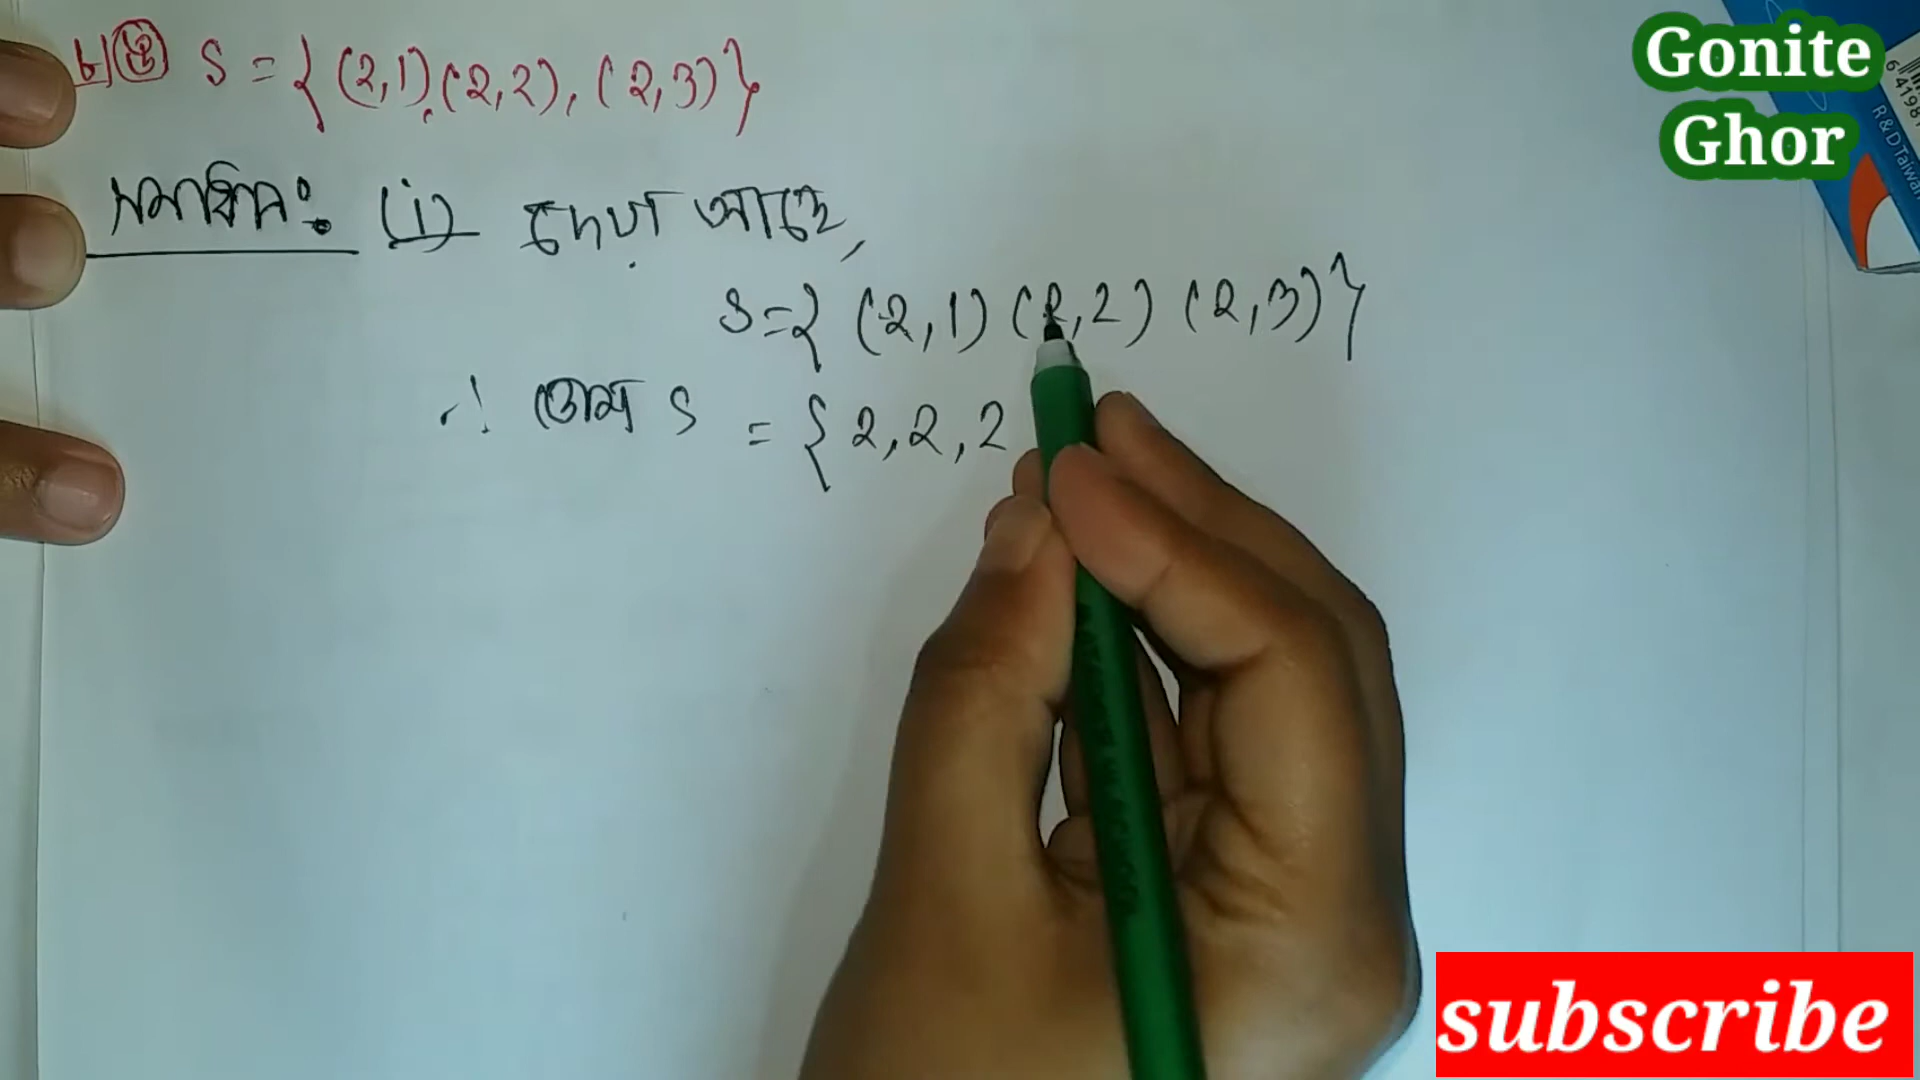 ৮|(ঙ) S = {(2,1),(2,2),(2,3)}
সমাধানঃ (i) দেওয়া আছে,
S={(2,1)(2,2)(2,3)}
∴ ডোম S = {2,2,2
Gonite
Ghor
R&D Taiwan
subscribe